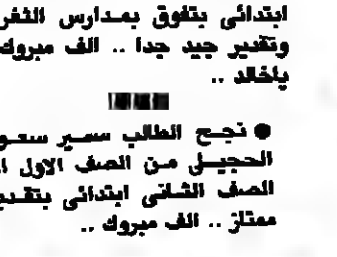 ابتدائى بتفوق بمدارس الثغر
وتقدير جيد جدا .. الف مبروك
ياخالد ..
● نجح الطالب سمير سعو
الحجيلى من الصف الاول ا
الصف الثانى ابتدائى بتقدي
ممتاز .. الف مبروك ..